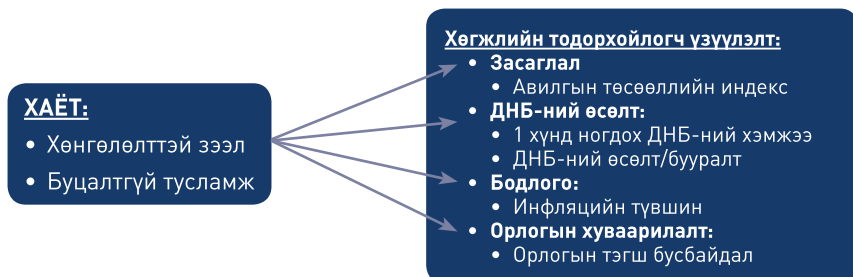 ХАЁТ:
• Хөнгөлөлттэй зээл
• Буцалтгүй тусламж
Хөгжлийн тодорхойлогч үзүүлэлт:
• Засаглал
• Авилгын төсөөллийн индекс
• ДНБ-ний өсөлт:
• 1 хүнд ногдох ДНБ-ний хэмжээ
• ДНБ-ний өсөлт/бууралт
• Бодлого:
• Инфляцийн түвшин
• Орлогын хуваарилалт:
• Орлогын тэгш бусбайдал